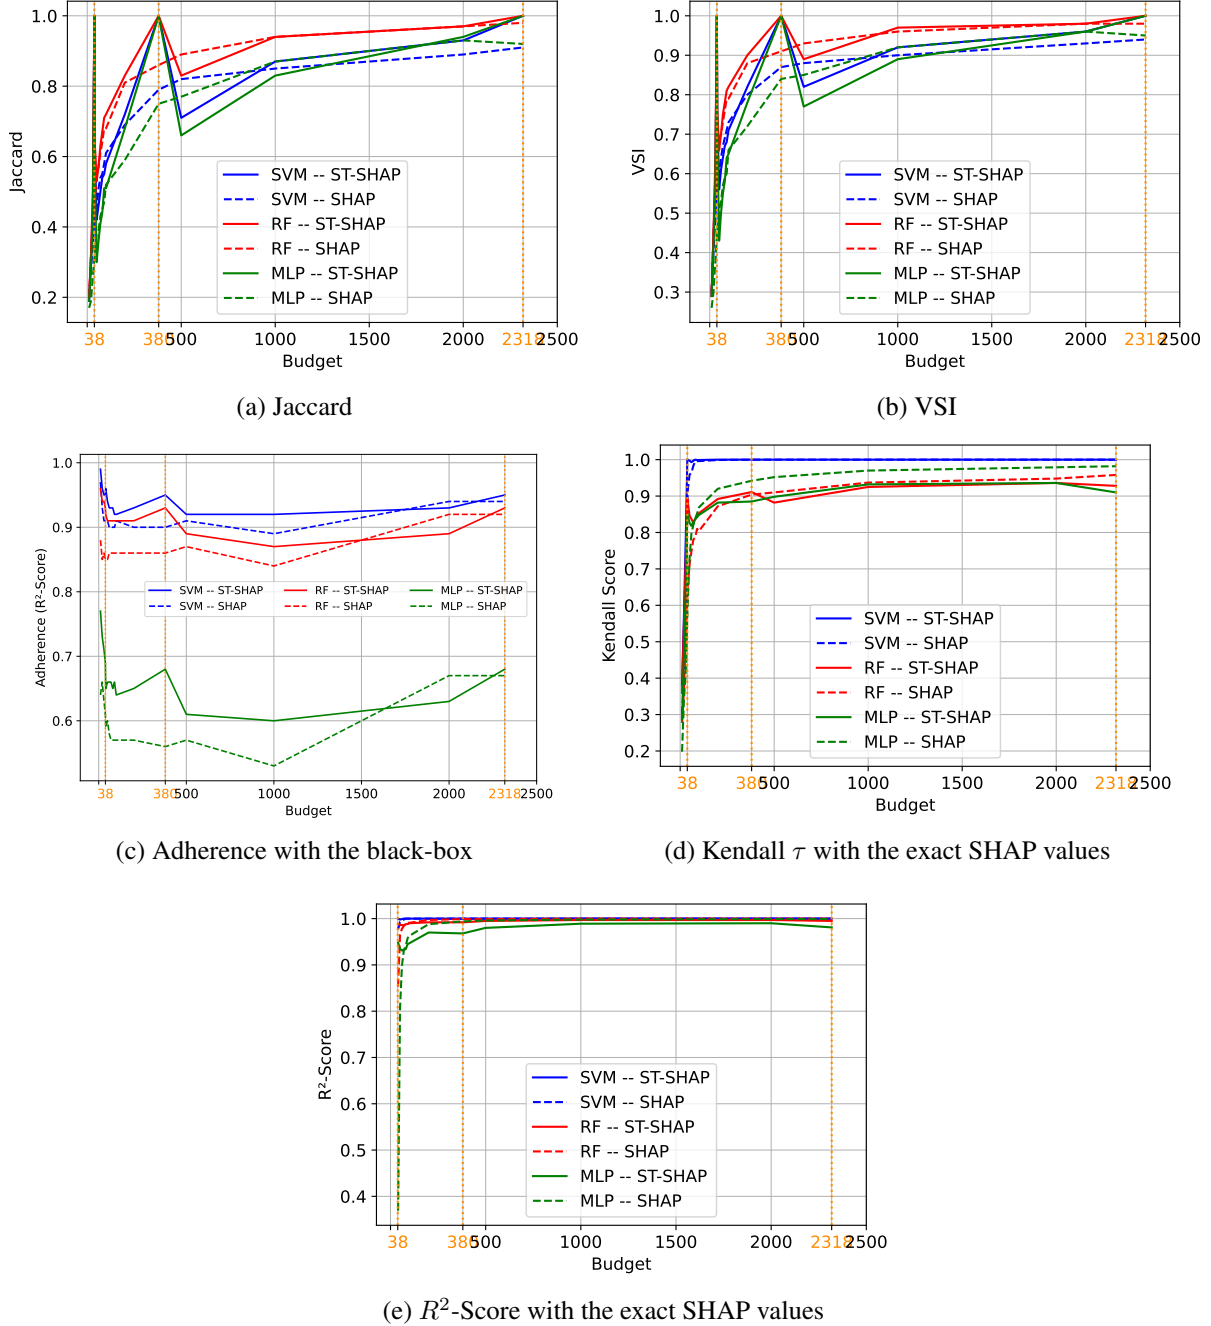 1.0
0.8
0.6
0.4
0.2
Jaccard
38
380
500
1000
1500
2000
2318
2500
Budget
SVM -- ST-SHAP
SVM -- SHAP
RF -- ST-SHAP
RF -- SHAP
MLP -- ST-SHAP
MLP -- SHAP
(a) Jaccard
1.0
0.9
0.8
0.7
0.6
0.5
0.4
0.3
VSI
38
380
500
1000
1500
2000
2318
2500
Budget
SVM -- ST-SHAP
SVM -- SHAP
RF -- ST-SHAP
RF -- SHAP
MLP -- ST-SHAP
MLP -- SHAP
(b) VSI
1.0
0.9
0.8
0.7
0.6
Adherence (R²-Score)
SVM -- ST-SHAP RF -- ST-SHAP MLP -- ST-SHAP
SVM -- SHAP RF -- SHAP MLP -- SHAP
38
380
500
1000
1500
2000
2318
2500
Budget
(c) Adherence with the black-box
1.0
0.9
0.8
0.7
0.6
0.5
0.4
0.3
0.2
Kendall Score
SVM -- ST-SHAP
SVM -- SHAP
RF -- ST-SHAP
RF -- SHAP
MLP -- ST-SHAP
MLP -- SHAP
38
380
500
1000
1500
2000
2318
2500
Budget
(d) Kendall τ with the exact SHAP values
1.0
0.9
0.8
0.7
0.6
0.5
0.4
R²-Score
SVM -- ST-SHAP
SVM -- SHAP
RF -- ST-SHAP
RF -- SHAP
MLP -- ST-SHAP
MLP -- SHAP
38
380
500
1000
1500
2000
2318
2500
Budget
(e) R²-Score with the exact SHAP values